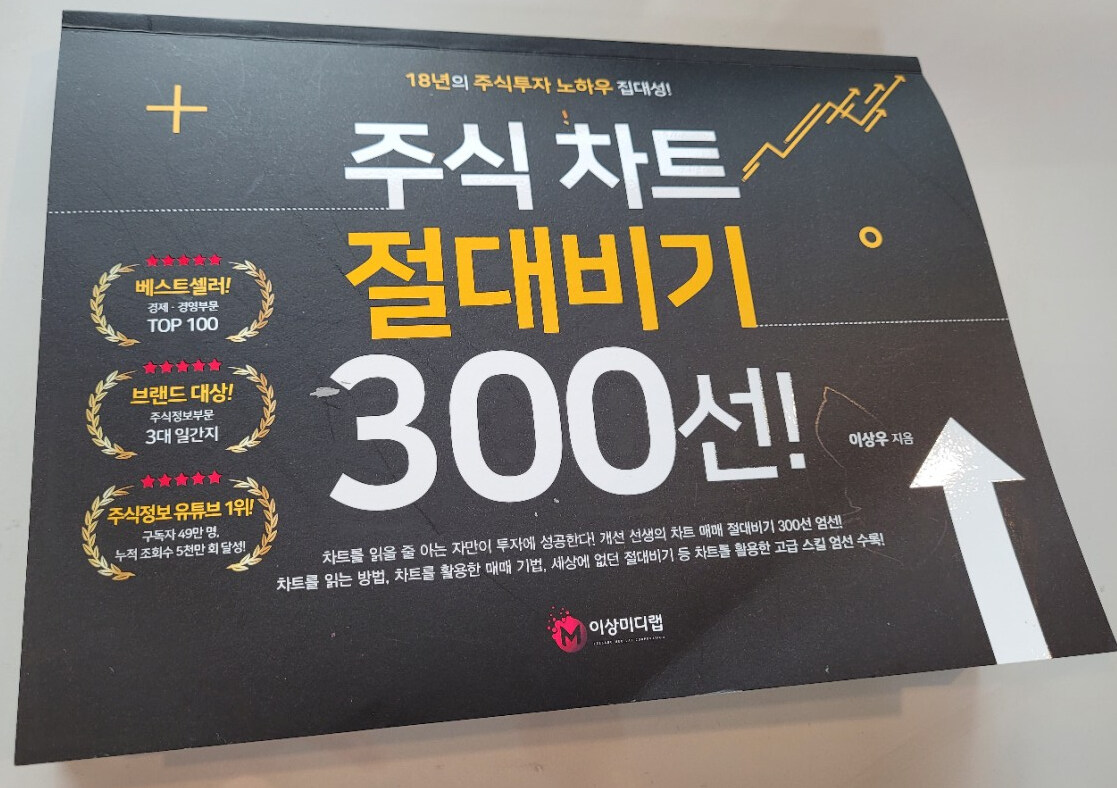 18년의 주식투자 노하우 집대성!
주식 차트
절대비기
300선!
이상우 지음
베스트셀러!
경제 - 경영부문
TOP 100
브랜드 대상!
주식정보부문
3대 일간지
주식정보 유튜브 1위!
구독자 49만 명,
누적 조회수 5천만 회 달성!
차트를 읽을 줄 아는 자만이 투자에 성공한다! 개선 선생의 차트 매매 절대비기 300선 엄선!
차트를 읽는 방법, 차트를 활용한 매매 기법, 세상에 없던 절대비기 등 차트를 활용한 고급 스킬 엄선 수록!
M 이상미디랩